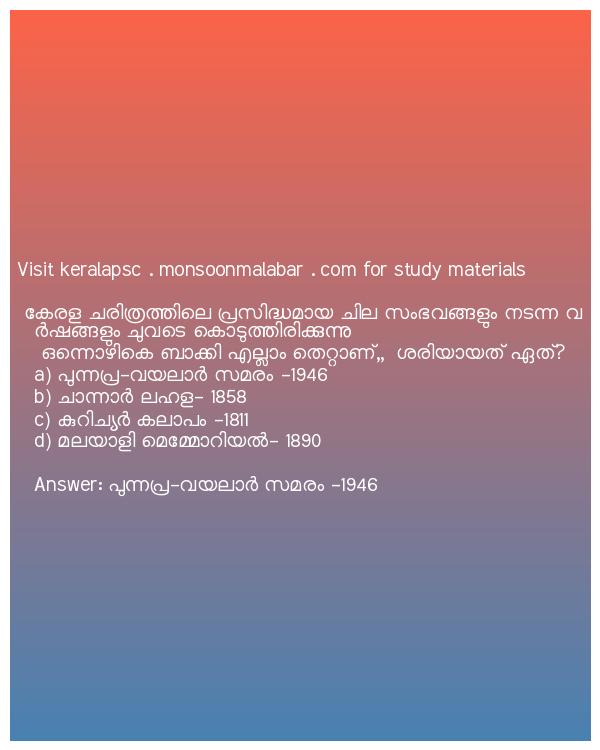 Visit keralapsc . monsoonmalabar . com for study materials
കേരള ചരിത്രത്തിലെ പ്രസിദ്ധമായ ചില സംഭവങ്ങളും നടന്ന വ
ർഷങ്ങളും ചുവടെ കൊടുത്തിരിക്കുന്നു
ഒന്നൊഴികെ ബാക്കി എല്ലാം തെറ്റാണ്,, ശരിയായത് ഏത്?
a) പുന്നപ്ര-വയലാർ സമരം -1946
b) ചാന്നാർ ലഹള- 1858
c) കുറിച്യർ കലാപം -1811
d) മലയാളി മെമ്മോറിയൽ- 1890
Answer: പുന്നപ്ര-വയലാർ സമരം -1946